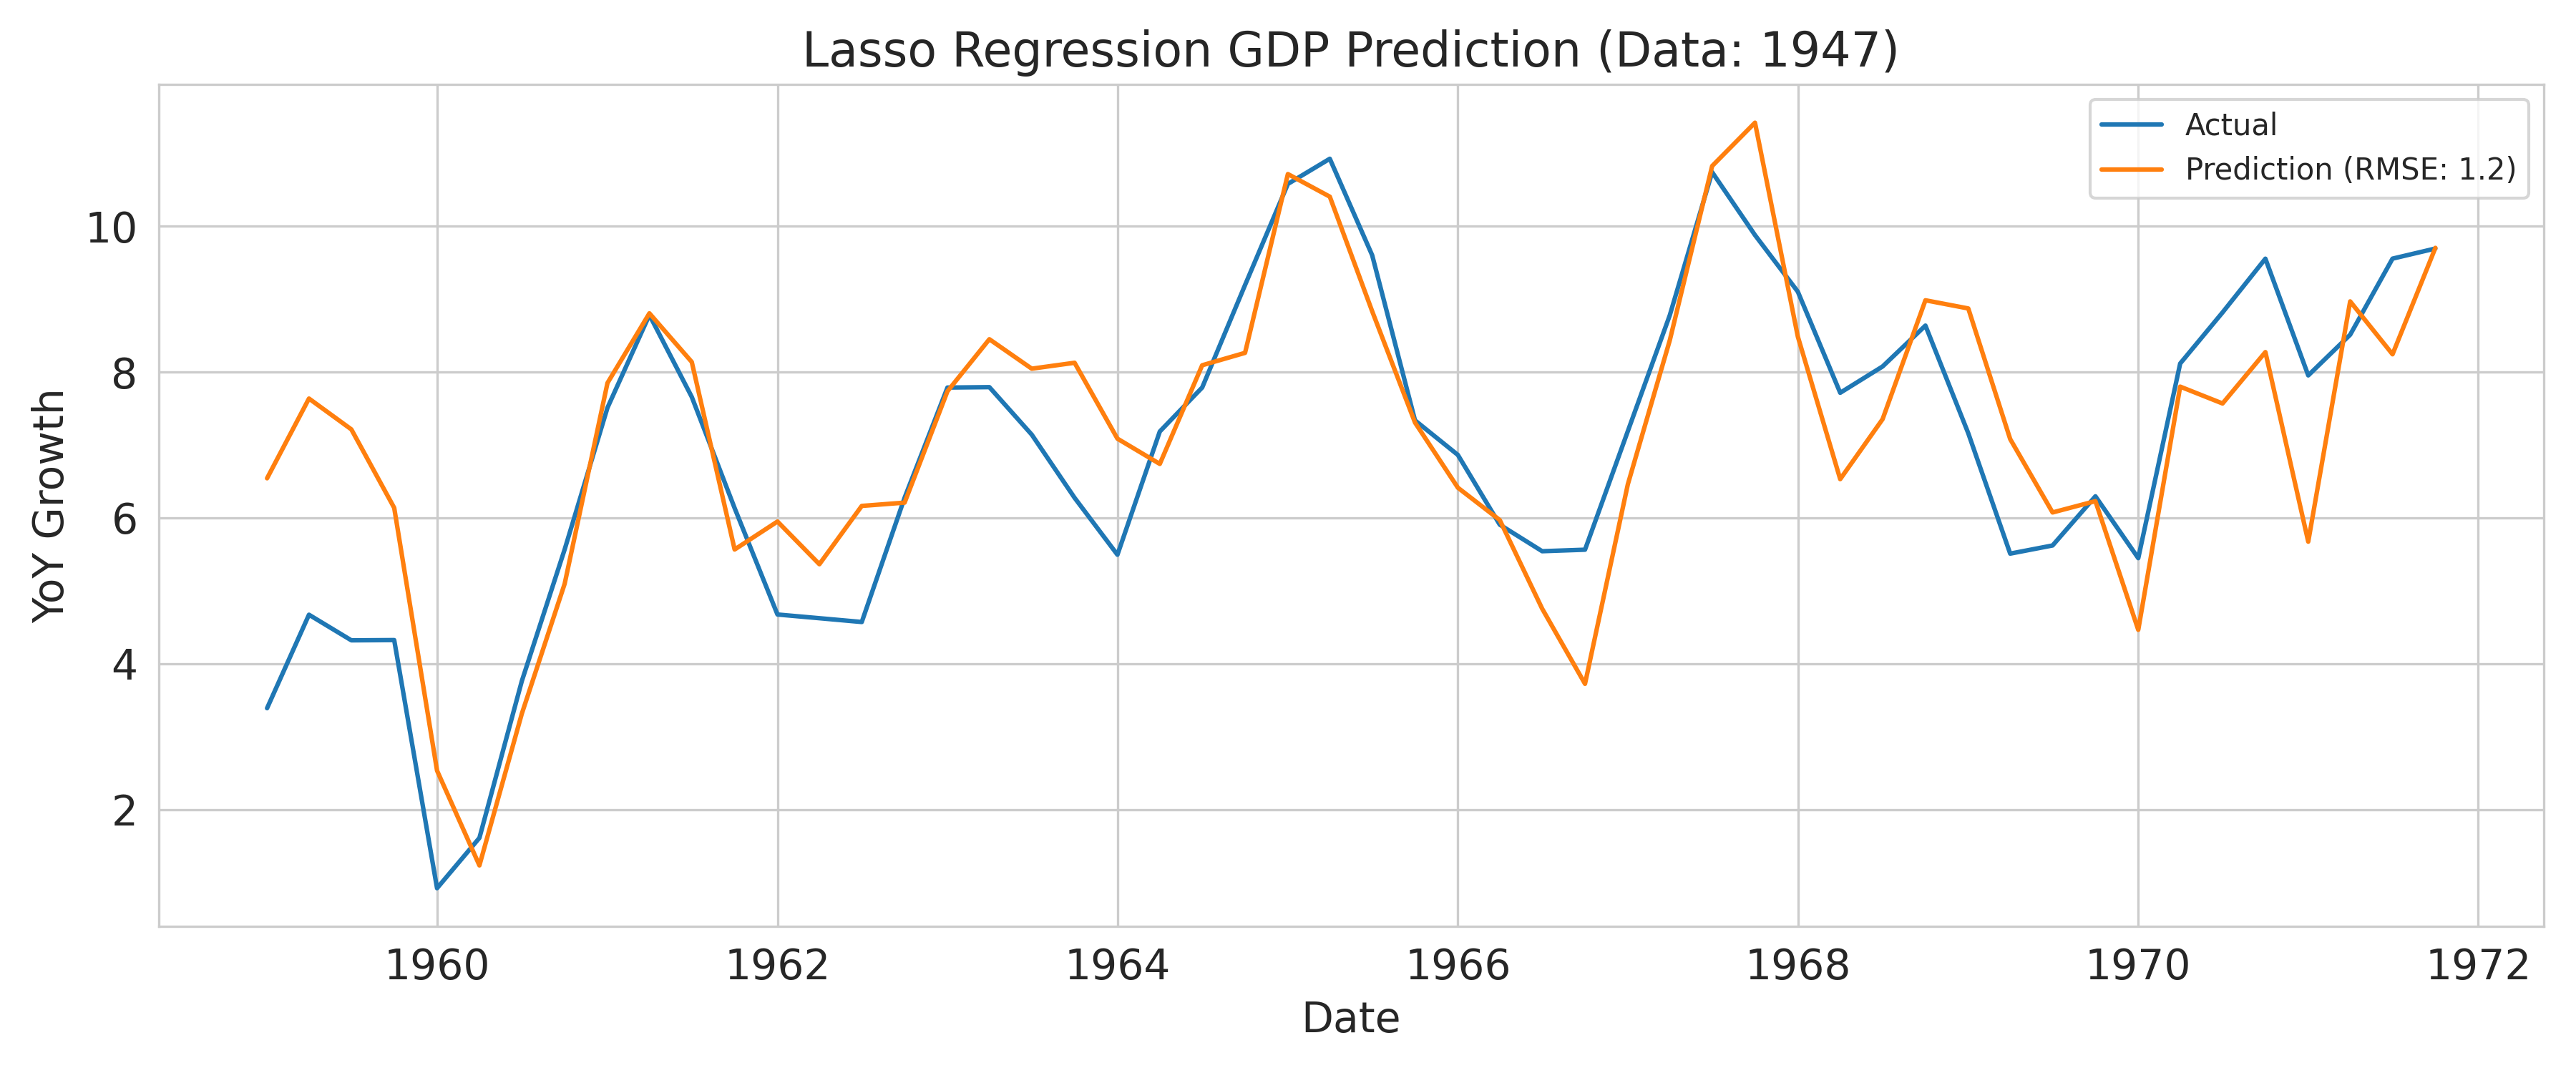 Lasso Regression GDP Prediction (Data: 1947)
Actual
Prediction (RMSE: 1.2)
YoY Growth
10
8
6
4
2
1960 1962 1964 1966 1968 1970 1972
Date